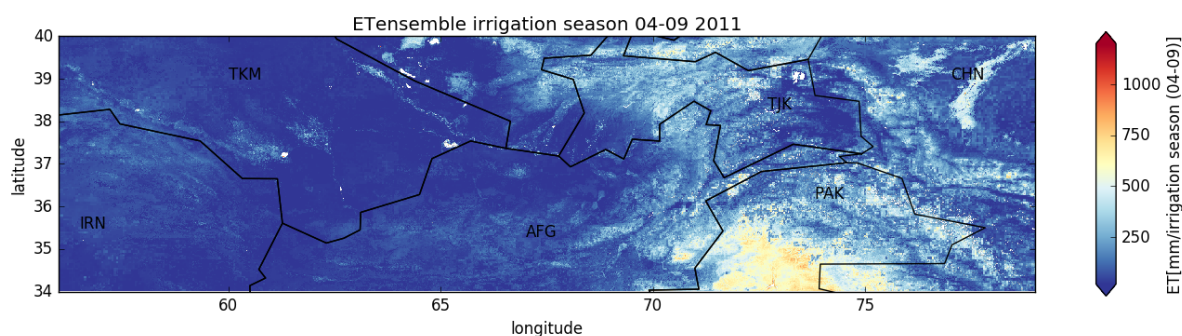 ETensemble irrigation season 04-09 2011
40
39
38
37
36
35
34
latitude
TKM
CHN
TJK
PAK
IRN
AFG
60
65
70
75
longitude
1000
750
500
250
ET[mm/irrigation season (04-09)]